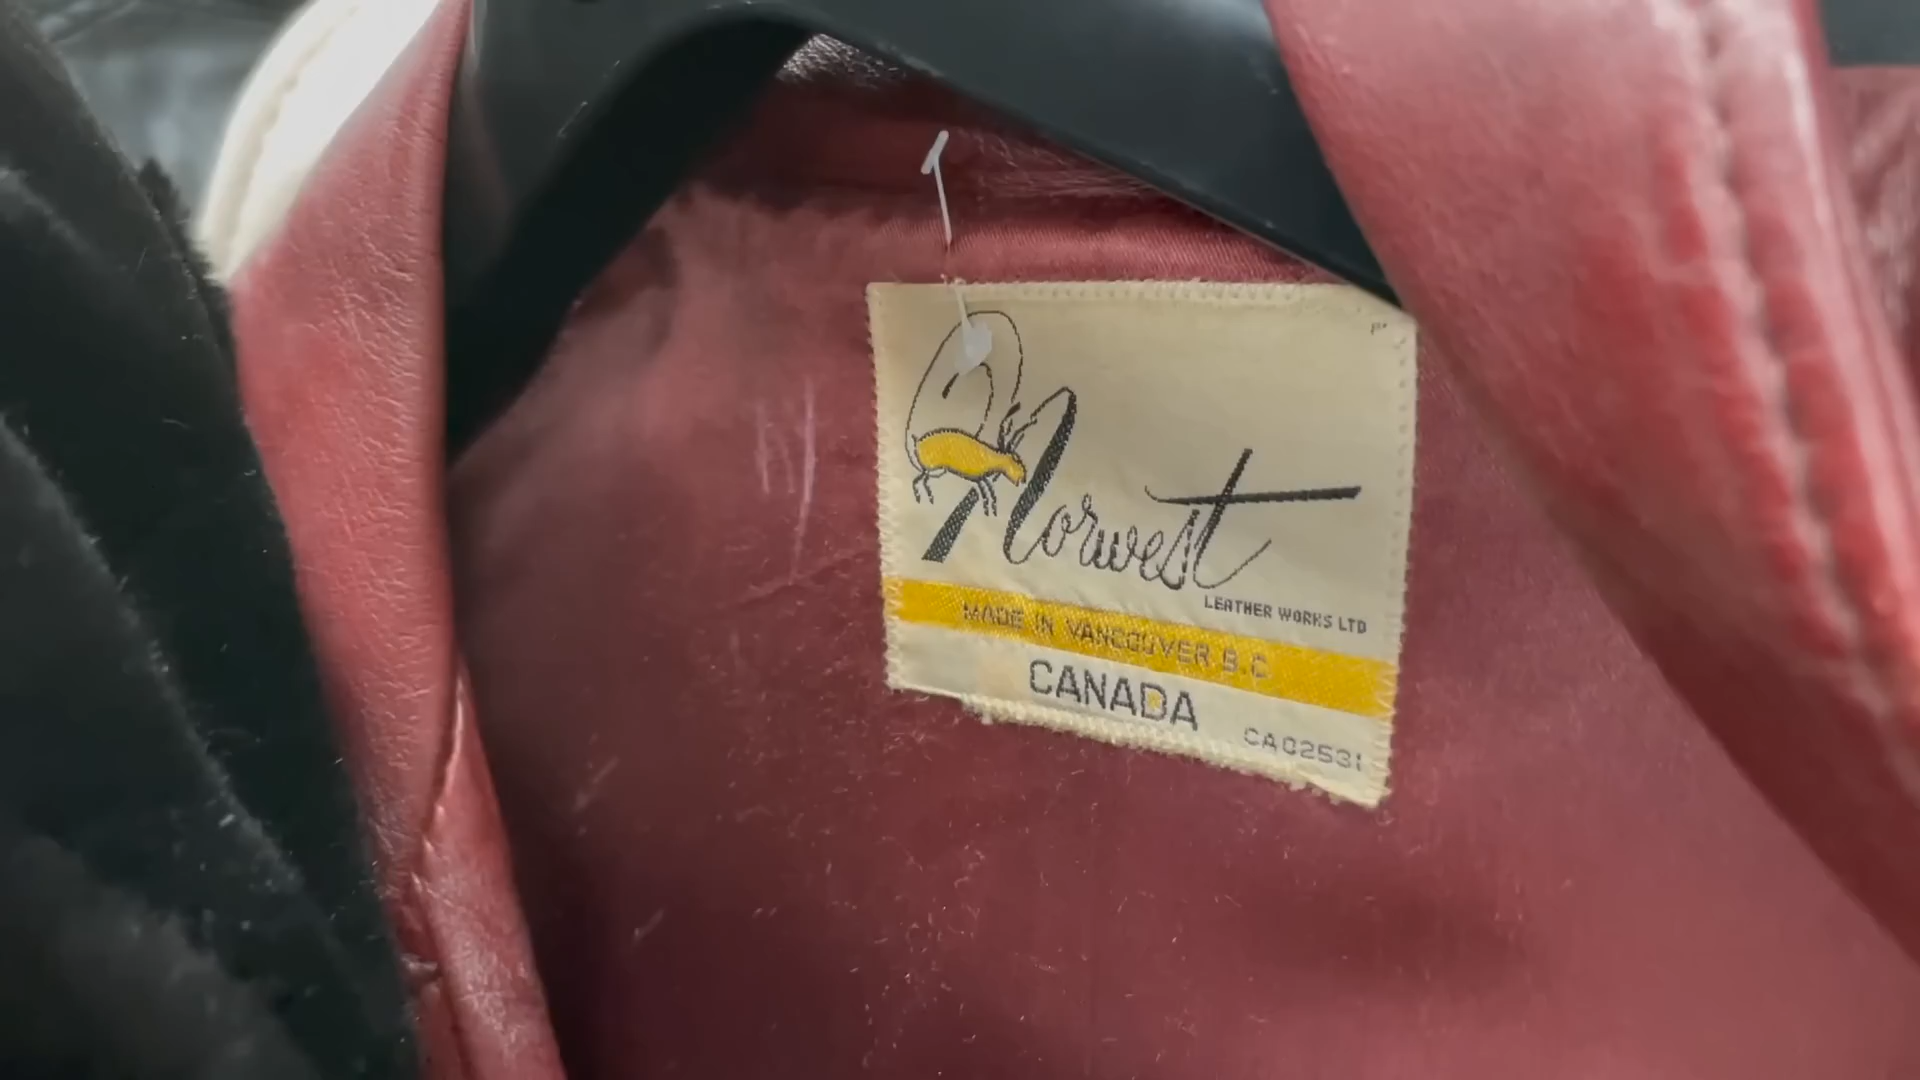 Norwest
LEATHER WORKS LTD
MADE IN VANCOUVER B.C
CANADA
CA02531